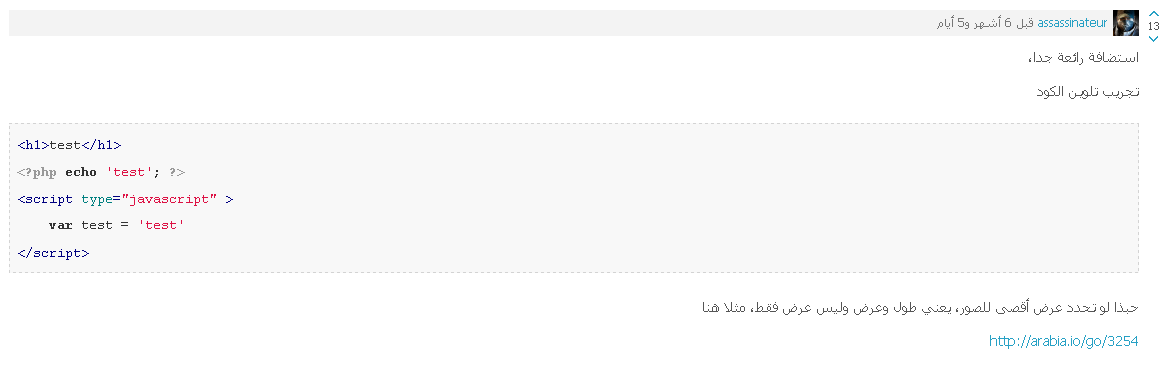 assassinateur قبل 6 أشهر و5 أيام
13
استضافة رائعة جدا،
تجريب تلوين الكود
<h1>test</h1>
<?php echo 'test'; ?>
<script type="javascript" >
    var test = 'test'
</script>
حبذا لو تحدد عرض أقصى للصور، يعني طول وعرض وليس عرض فقط، مثلا هنا
http://arabia.io/go/3254